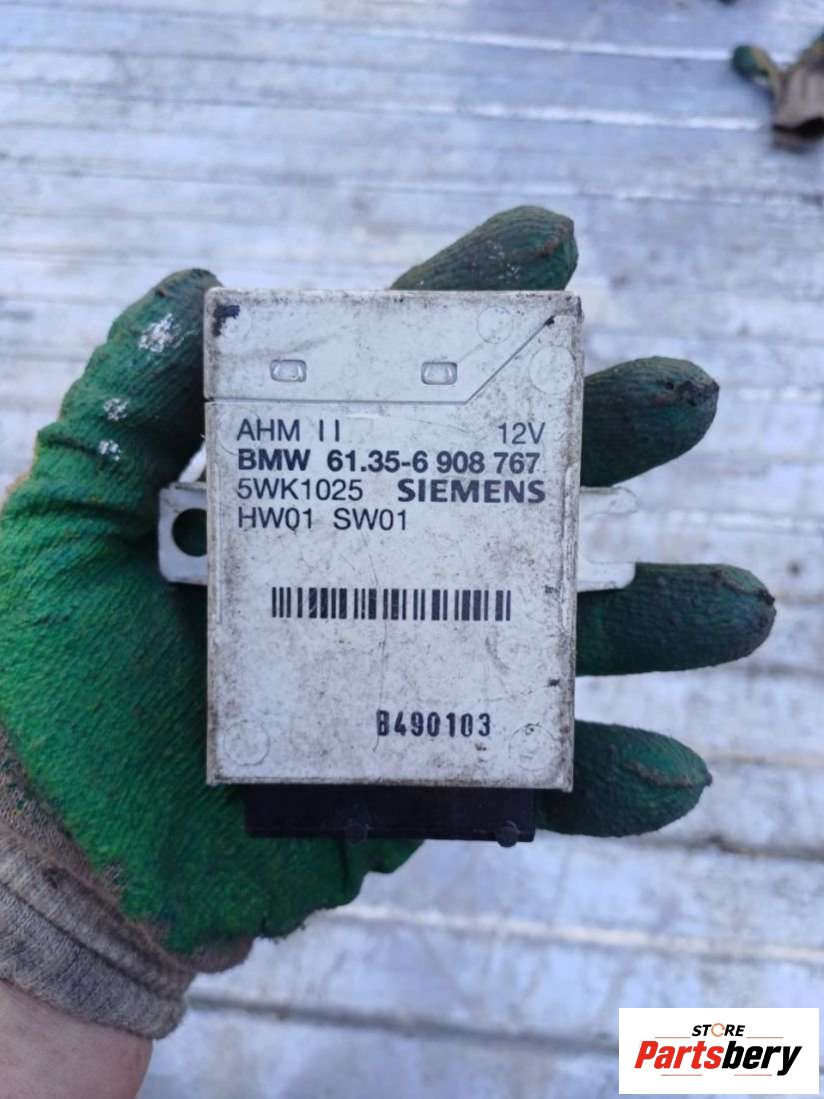 AHM II 12V
BMW 61.35-6 908 767
5WK1025 SIEMENS
HW01 SW01
B490103
STORE
Partsbery